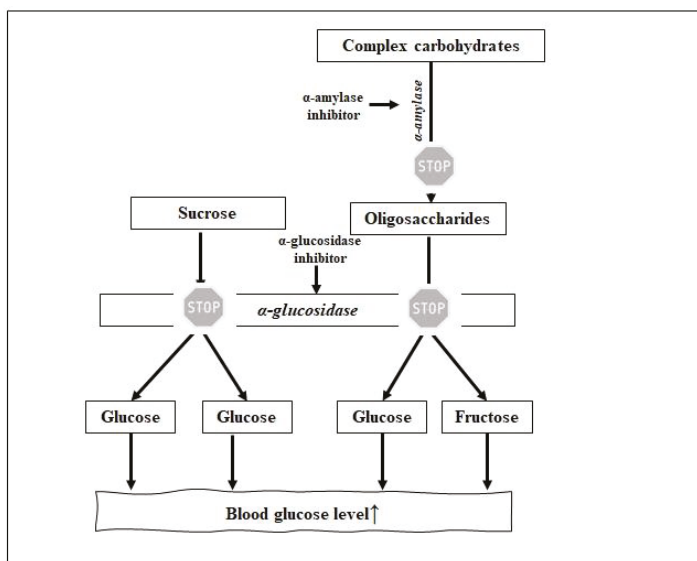 Complex carbohydrates
α-amylase
inhibitor
α-amylase
STOP
Sucrose
Oligosaccharides
α-glucosidase
inhibitor
STOP
α-glucosidase
STOP
Glucose
Glucose
Glucose
Fructose
Blood glucose level↑